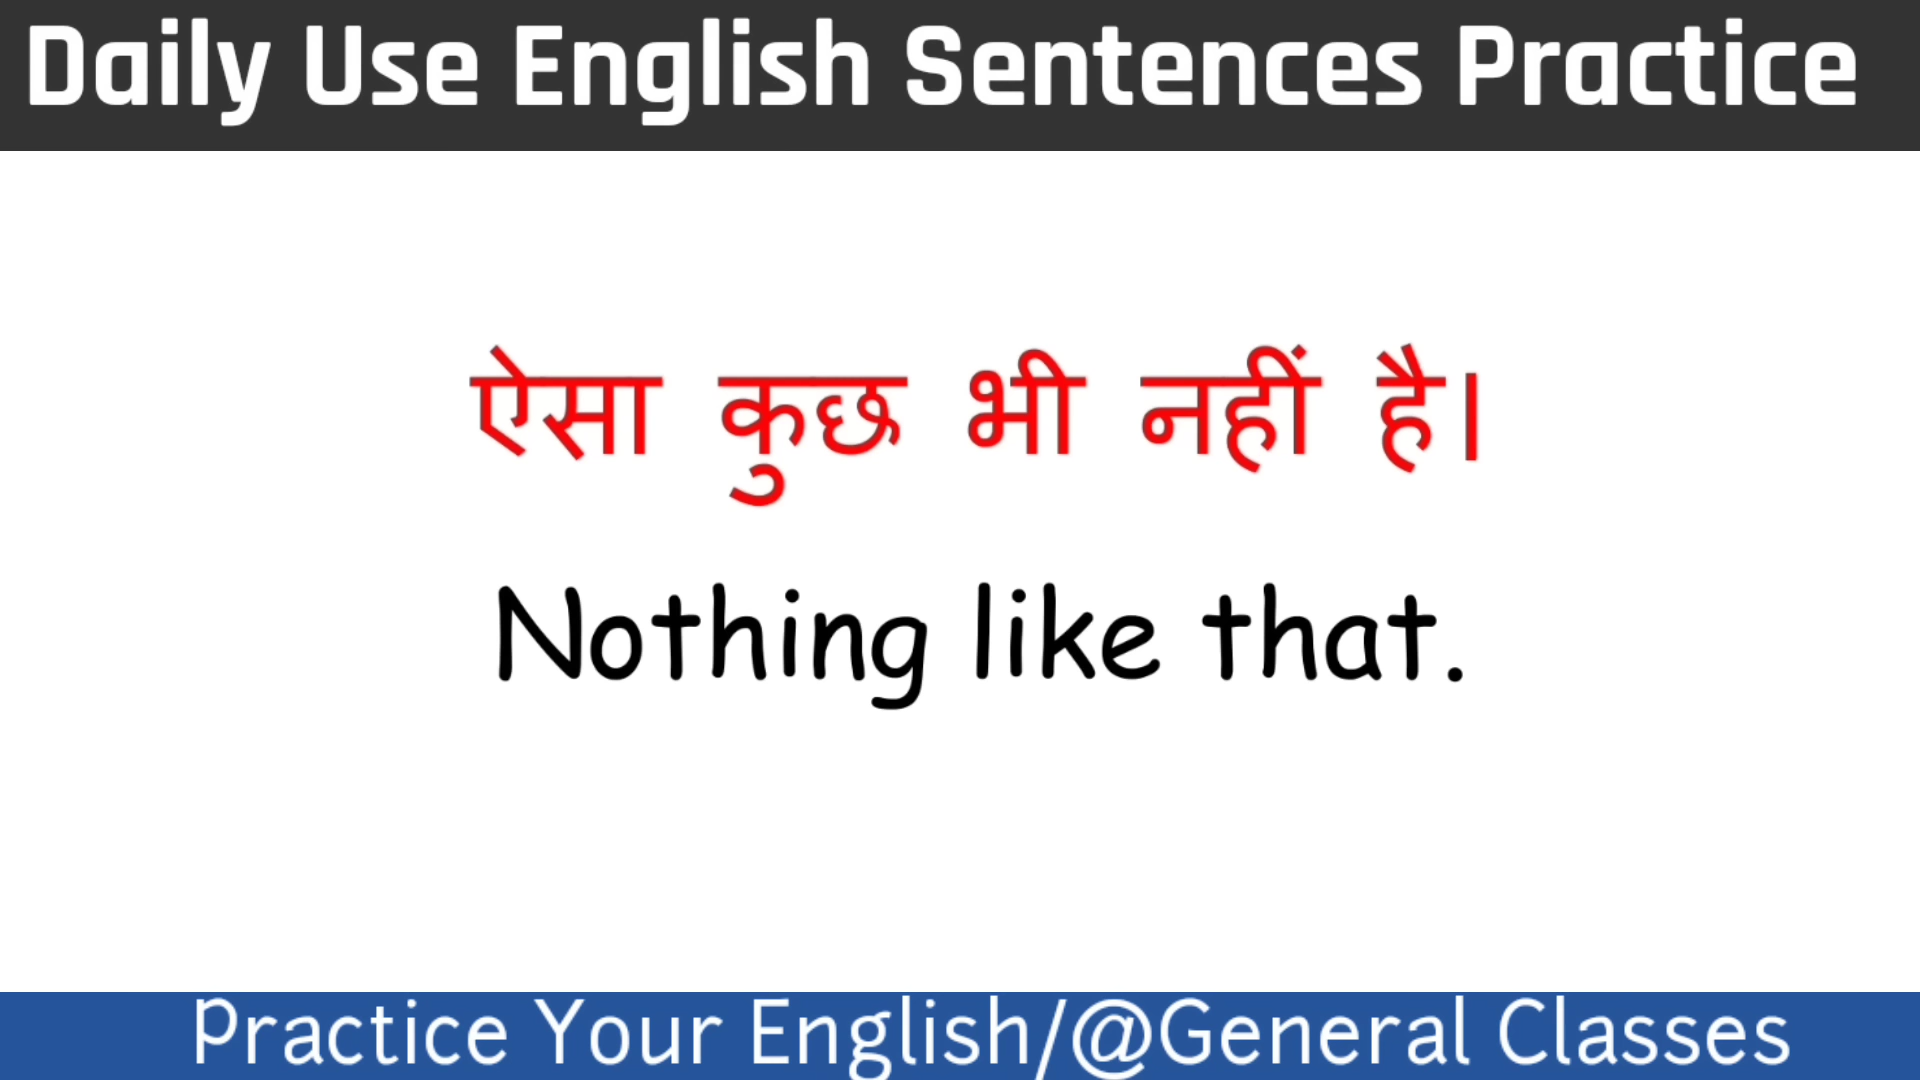 Daily Use English Sentences Practice
ऐसा कुछ भी नहीं है।
Nothing like that.
Practice Your English/@General Classes